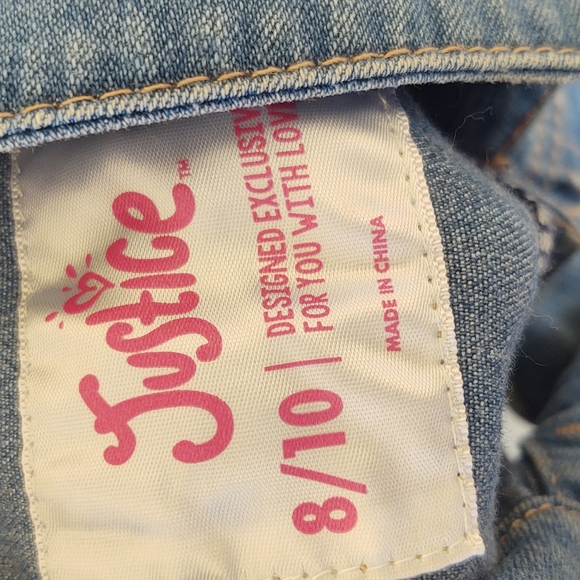 Justice™
8/10 | DESIGNED EXCLUSIV
FOR YOU WITH LOV
MADE IN CHINA